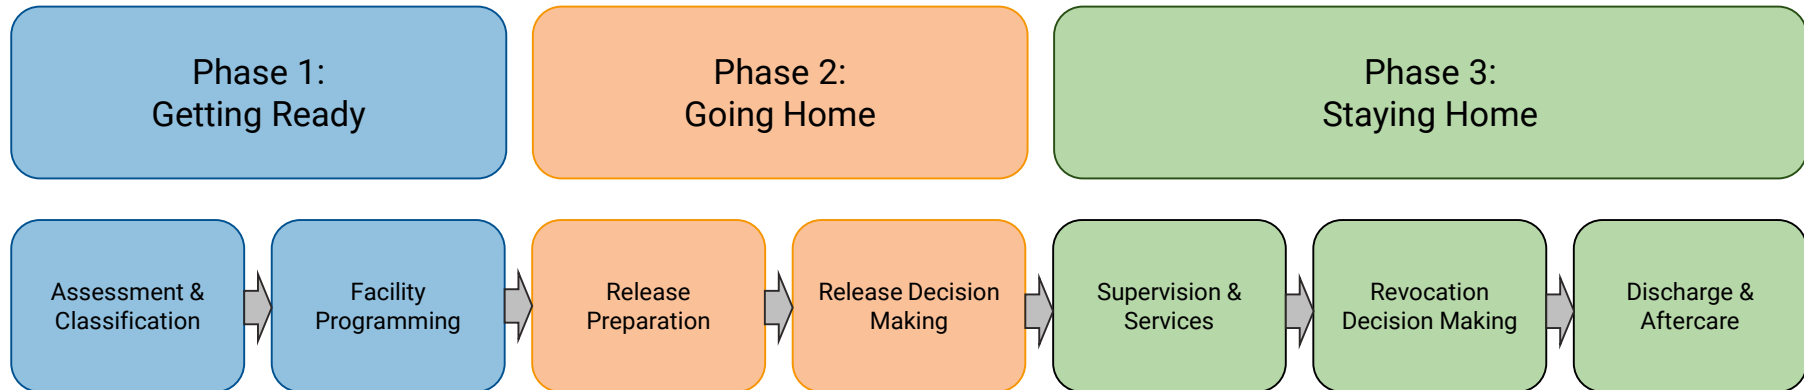 Phase 1:
Getting Ready
Phase 2:
Going Home
Phase 3:
Staying Home
Assessment &
Classification
Facility
Programming
Release
Preparation
Release Decision
Making
Supervision &
Services
Revocation
Decision Making
Discharge &
Aftercare